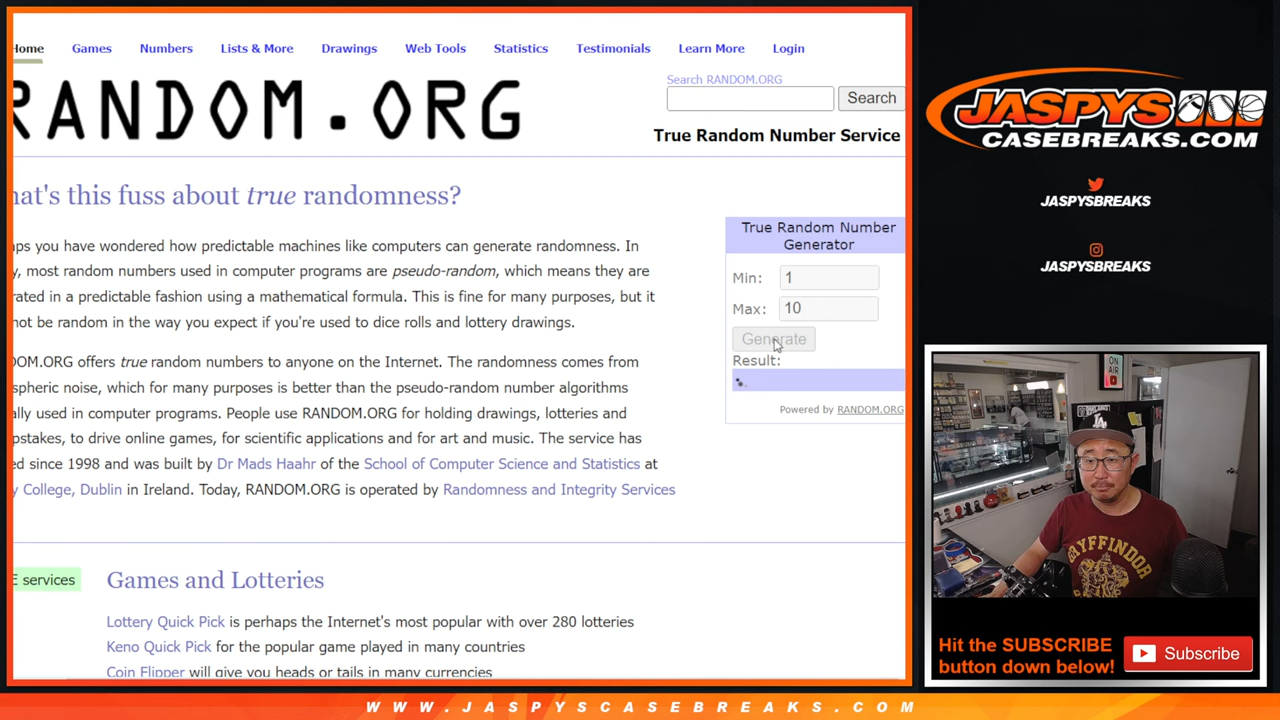 Home Games Numbers Lists & More Drawings Web Tools Statistics Testimonials Learn More Login
Search RANDOM.ORG
RANDOM.ORG
Search
True Random Number Service
hat's this fuss about true randomness?
aps you have wondered how predictable machines like computers can generate randomness. In
y, most random numbers used in computer programs are pseudo-random, which means they are
rated in a predictable fashion using a mathematical formula. This is fine for many purposes, but it
not be random in the way you expect if you're used to dice rolls and lottery drawings.
DOM.ORG offers true random numbers to anyone on the Internet. The randomness comes from
spheric noise, which for many purposes is better than the pseudo-random number algorithms
ally used in computer programs. People use RANDOM.ORG for holding drawings, lotteries and
epstakes, to drive online games, for scientific applications and for art and music. The service has
ed since 1998 and was built by Dr Mads Haahr of the School of Computer Science and Statistics at
y College, Dublin in Ireland. Today, RANDOM.ORG is operated by Randomness and Integrity Services
True Random Number
Generator
Min: 1
Max: 10
Generate
Result:
Powered by RANDOM.ORG
E services
Games and Lotteries
Lottery Quick Pick is perhaps the Internet's most popular with over 280 lotteries
Keno Quick Pick for the popular game played in many countries
Coin Flipper will give you heads or tails in many currencies
JASPYS
CASEBREAKS.COM
JASPYSBREAKS
JASPYSBREAKS
ON
AIR
LA
GRYFFINDOR
Hit the SUBSCRIBE
button down below!
Subscribe
WWW.JASPYSCASEBREAKS.COM